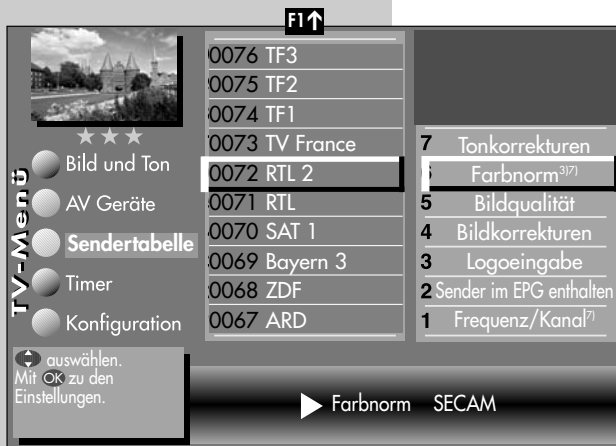 F1↑
TV-Menü
Bild und Ton
AV Geräte
Sendertabelle
Timer
Konfiguration
0076 TF3
0075 TF2
0074 TF1
0073 TV France
0072 RTL 2
0071 RTL
0070 SAT 1
0069 Bayern 3
0068 ZDF
0067 ARD
7 Tonkorrekturen
6 Farbnorm3)7)
5 Bildqualität
4 Bildkorrekturen
3 Logoeingabe
2 Sender im EPG enthalten
1 Frequenz/Kanal7)
auswählen.
Mit OK zu den
Einstellungen.
Farbnorm SECAM